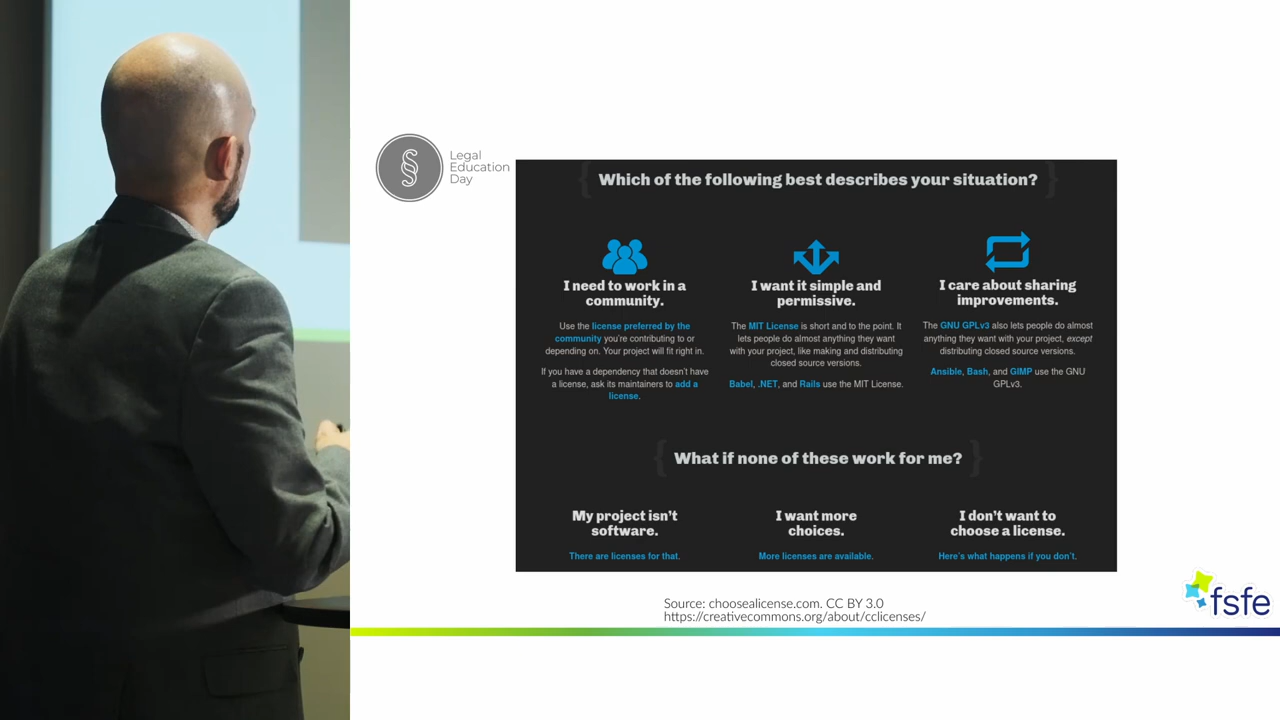 Legal
Education
Day
Which of the following best describes your situation?
I need to work in a
community.
Use the license preferred by the
community you're contributing to or
depending on. Your project will fit right in.
If you have a dependency that doesn't have
a license, ask its maintainers to add a
license.
I want it simple and
permissive.
The MIT License is short and to the point. It
lets people do almost anything they want
with your project, like making and distributing
closed source versions.
Babel, .NET, and Rails use the MIT License.
I care about sharing
improvements.
The GNU GPLv3 also lets people do almost
anything they want with your project, except
distributing closed source versions.
Ansible, Bash, and GIMP use the GNU
GPLv3.
What if none of these work for me?
My project isn't
software.
There are licenses for that.
I want more
choices.
More licenses are available.
I don't want to
choose a license.
Here's what happens if you don't.
Source: choosealicense.com. CC BY 3.0
https://creativecommons.org/about/cclicenses/
fsfe